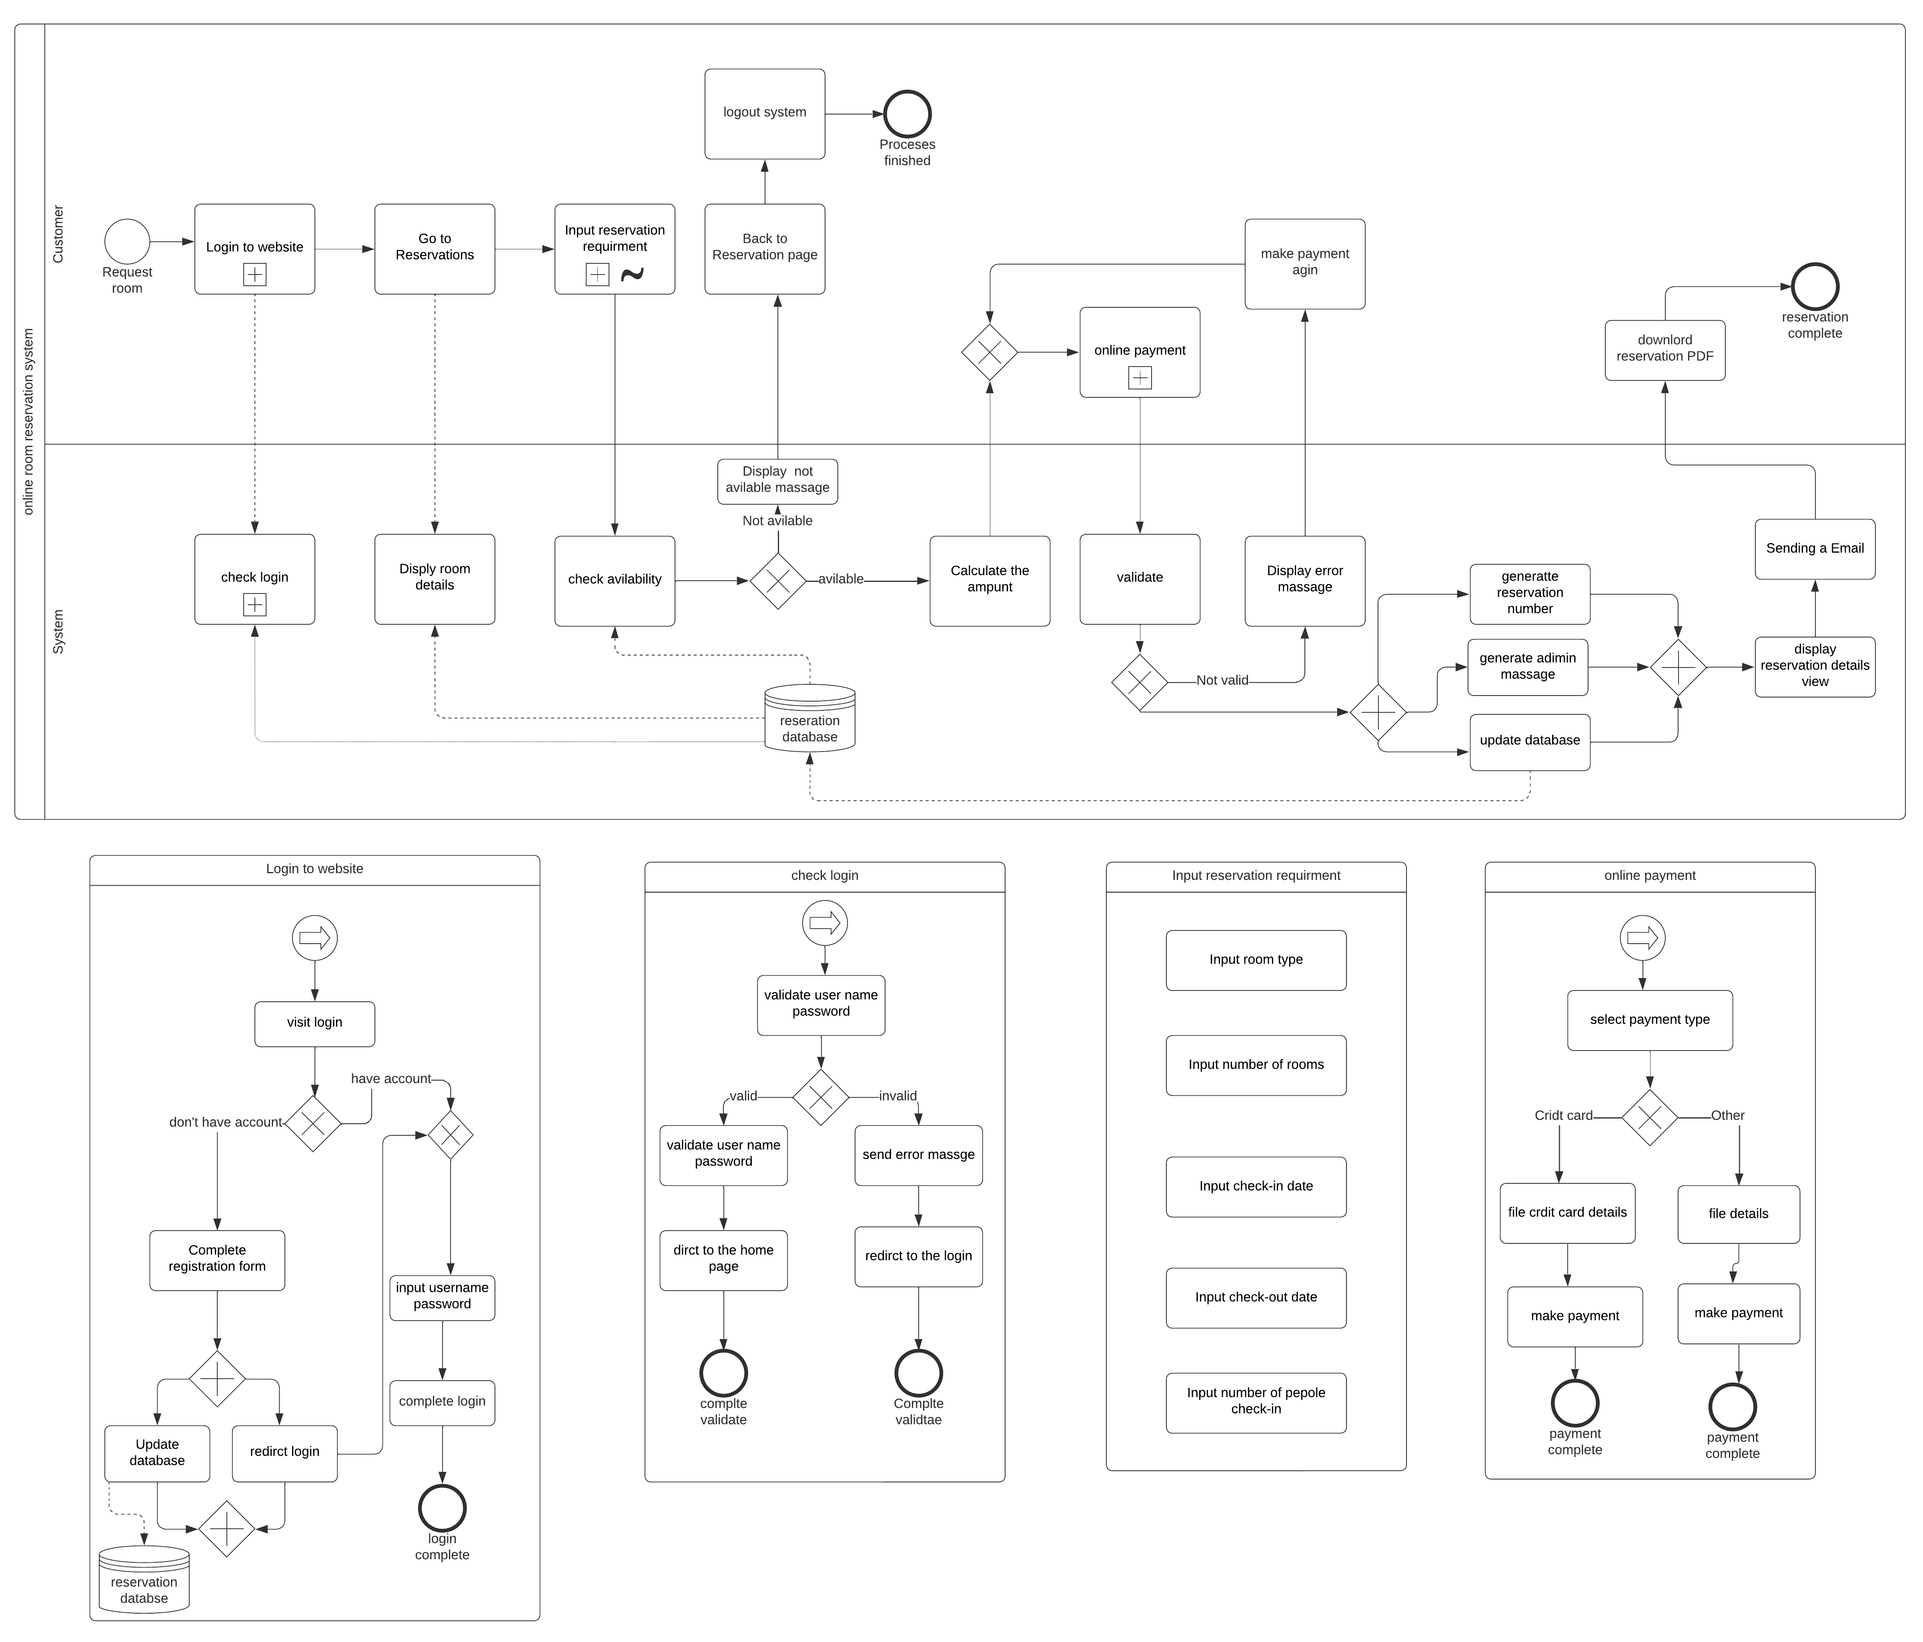 online room reservation system
Customer
System
logout system
Proceses
finished
Request
room
Login to website
Go to
Reservations
Input reservation
requirment
Back to
Reservation page
make payment
agin
online payment
downlord
reservation PDF
reservation
complete
Display  not
avilable massage
Not avilable
check login
Disply room
details
check avilability
avilable
Calculate the
ampunt
validate
Display error
massage
Sending a Email
generatte
reservation
number
generate adimin
massage
update database
display
reservation details
view
Not valid
reseration
database
Login to website
visit login
have account
don't have account
Complete
registration form
input username
password
complete login
Update
database
redirct login
login
complete
reservation
databse
check login
validate user name
password
valid
invalid
validate user name
password
send error massge
dirct to the home
page
redirct to the login
complte
validate
Complte
validtae
Input reservation requirment
Input room type
Input number of rooms
Input check-in date
Input check-out date
Input number of pepole
check-in
online payment
select payment type
Cridt card
Other
file crdit card details
file details
make payment
make payment
payment
complete
payment
complete